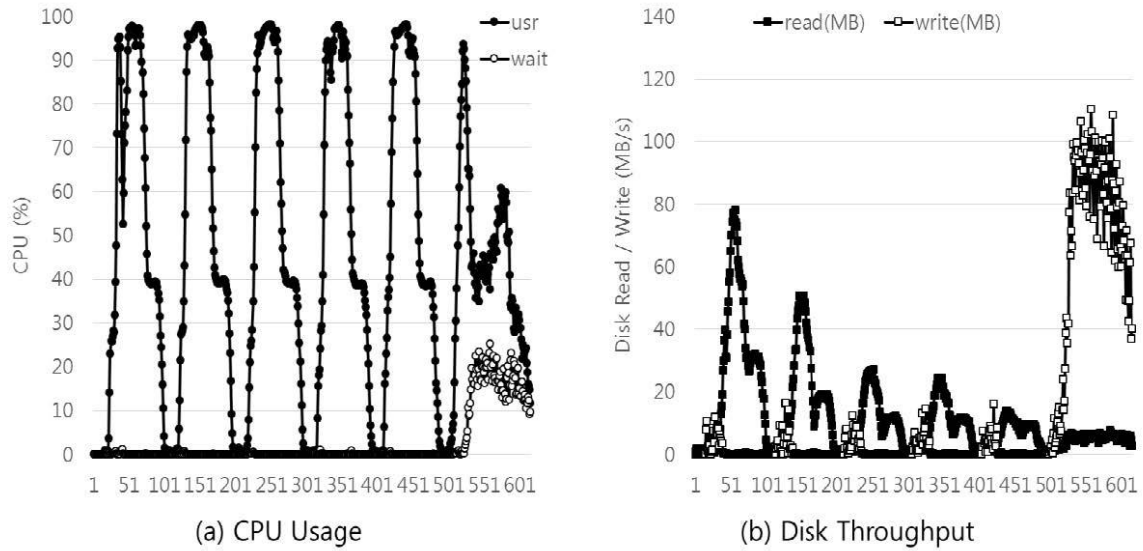 100
90
80
70
60
50
40
30
20
10
0
CPU (%)
usr
wait
1 51 101 151 201 251 301 351 401 451 501 551 601
(a) CPU Usage
140
120
100
80
60
40
20
0
Disk Read / Write (MB/s)
read(MB) write(MB)
1 51 101 151 201 251 301 351 401 451 501 551 601
(b) Disk Throughput